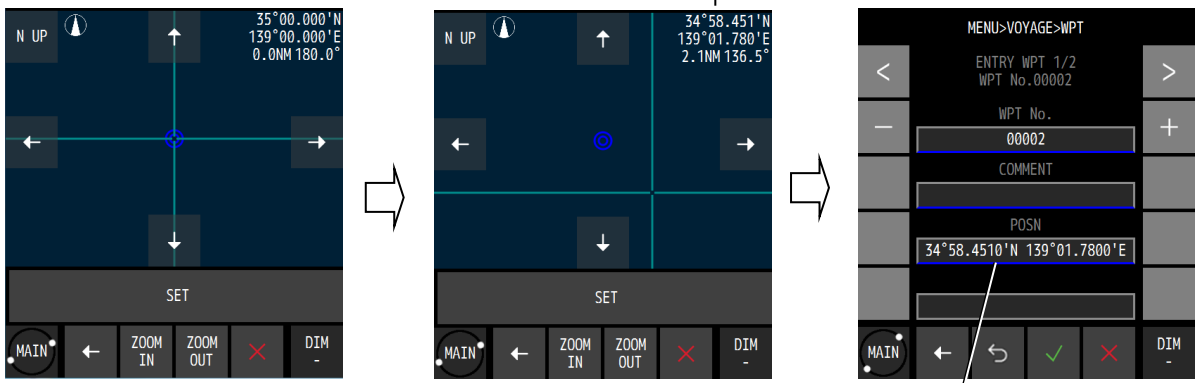 N UP
35°00.000'N
139°00.000'E
0.0NM 180.0°
SET
MAIN
ZOOM IN
ZOOM OUT
DIM -
N UP
34°58.451'N
139°01.780'E
2.1NM 136.5°
SET
MAIN
ZOOM IN
ZOOM OUT
DIM -
MENU>VOYAGE>WPT
ENTRY WPT 1/2
WPT No.00002
WPT No.
00002
COMMENT
POSN
34°58.4510'N 139°01.7800'E
MAIN
DIM -